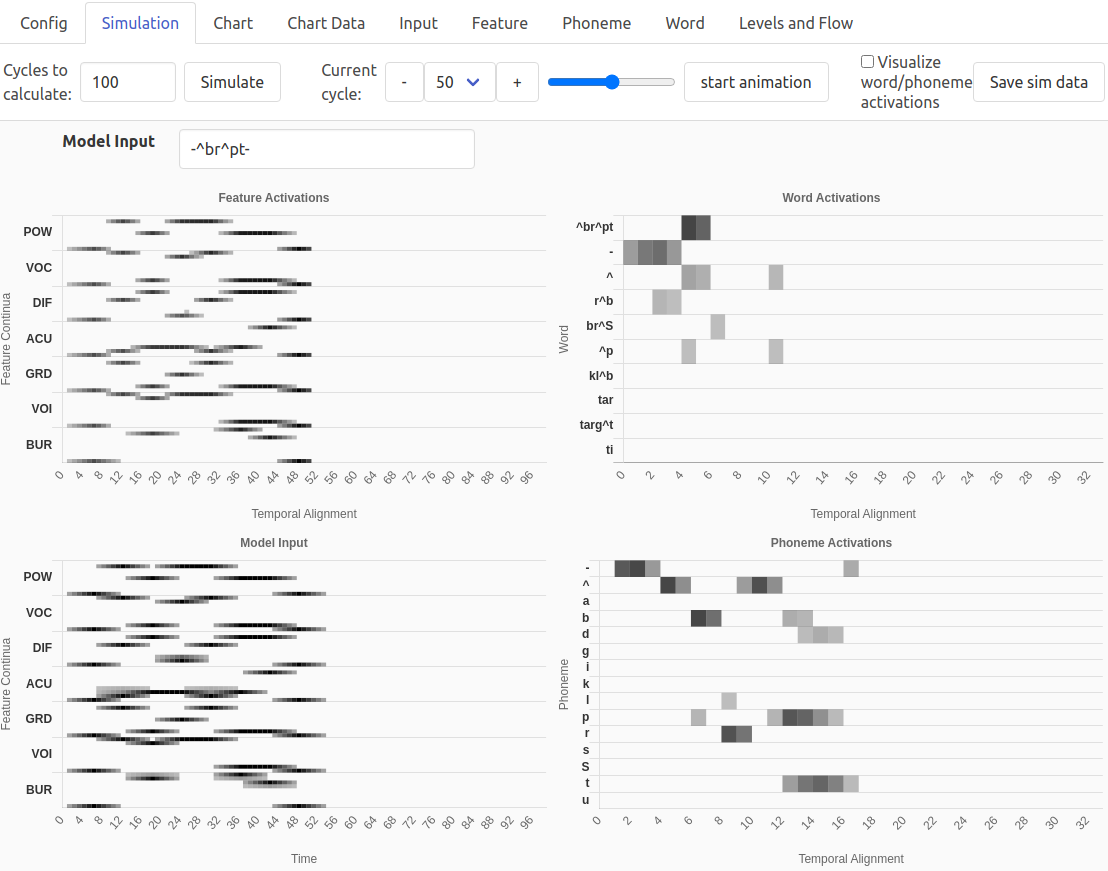 Config Simulation Chart Chart Data Input Feature Phoneme Word Levels and Flow
Cycles to calculate: 100 Simulate Current cycle: - 50 + start animation Visualize word/phoneme activations Save sim data
Model Input -^br^pt-
Feature Activations
Feature Continua
POW
VOC
DIF
ACU
GRD
VOI
BUR
0 4 8 12 16 20 24 28 32 36 40 44 48 52 56 60 64 68 72 76 80 84 88 92 96
Temporal Alignment
Word Activations
Word
^br^pt
-
^
r^b
br^S
^p
kl^b
tar
targ^t
ti
0 2 4 6 8 10 12 14 16 18 20 22 24 26 28 30 32
Temporal Alignment
Model Input
Feature Continua
POW
VOC
DIF
ACU
GRD
VOI
BUR
0 4 8 12 16 20 24 28 32 36 40 44 48 52 56 60 64 68 72 76 80 84 88 92 96
Time
Phoneme Activations
Phoneme
-
^
a
b
d
g
i
k
l
p
r
s
S
t
u
0 2 4 6 8 10 12 14 16 18 20 22 24 26 28 30 32
Temporal Alignment